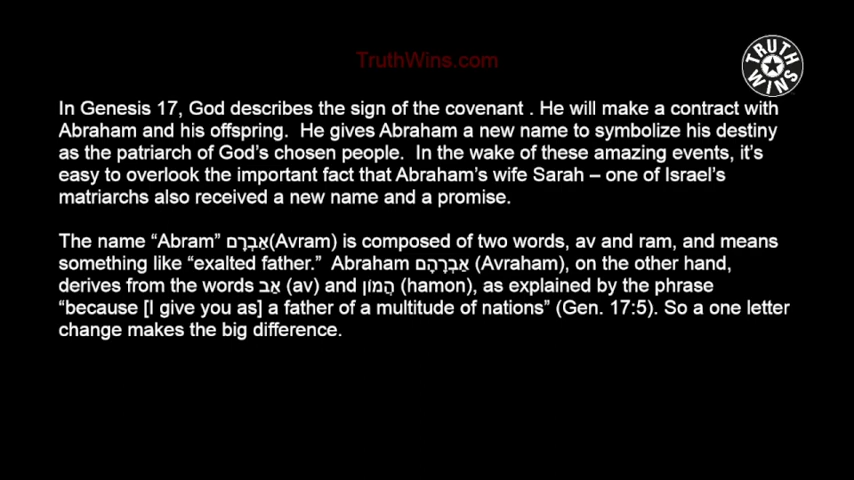 TruthWins.com
TRUTH WINS
In Genesis 17, God describes the sign of the covenant . He will make a contract with
Abraham and his offspring. He gives Abraham a new name to symbolize his destiny
as the patriarch of God's chosen people. In the wake of these amazing events, it's
easy to overlook the important fact that Abraham's wife Sarah – one of Israel's
matriarchs also received a new name and a promise.
The name “Abram” אַבְרָם(Avram) is composed of two words, av and ram, and means
something like “exalted father.” Abraham אַבְרָהָם (Avraham), on the other hand,
derives from the words אַב (av) and הֲמוֹן (hamon), as explained by the phrase
“because [I give you as] a father of a multitude of nations” (Gen. 17:5). So a one letter
change makes the big difference.